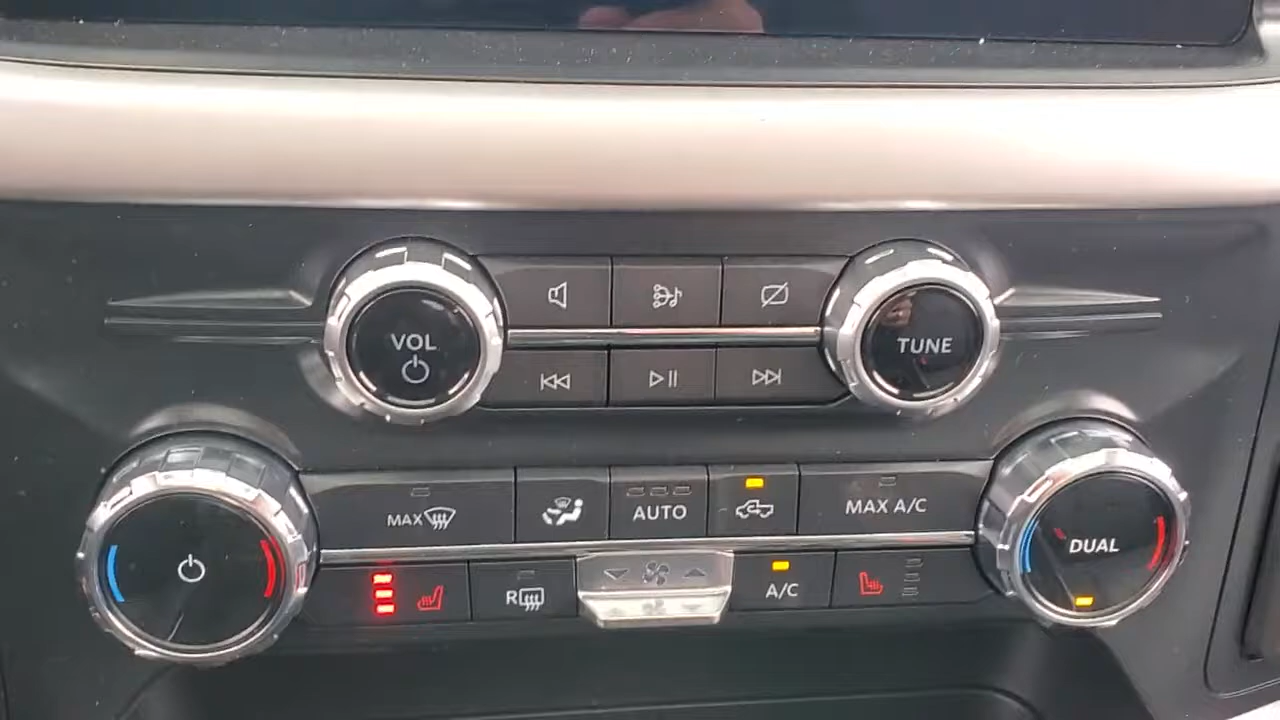 VOL
TUNE
MAX
AUTO
MAX A/C
DUAL
R
A/C